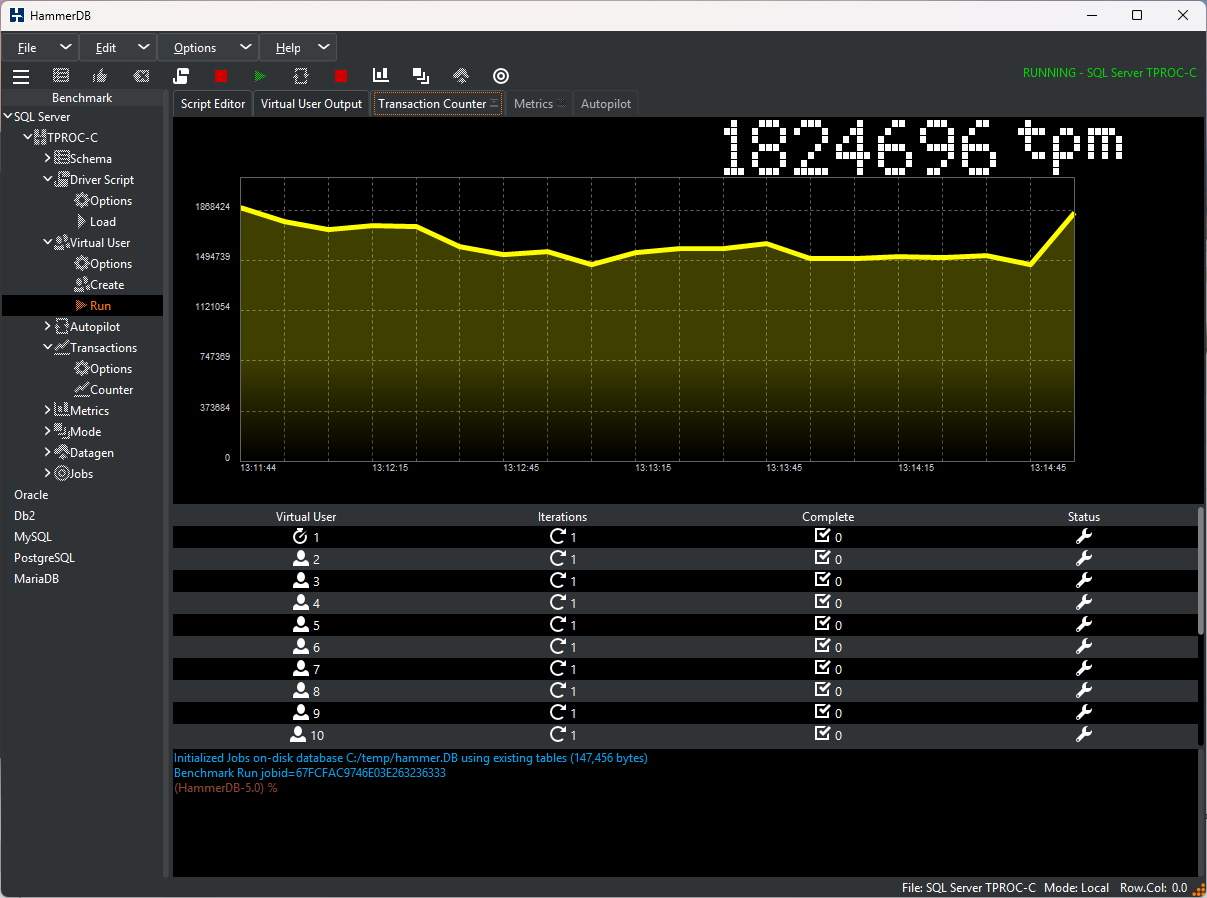 HammerDB
File Edit Options Help
RUNNING - SQL Server TPROC-C
Benchmark
SQL Server
TPROC-C
Schema
Driver Script
Options
Load
Virtual User
Options
Create
Run
Autopilot
Transactions
Options
Counter
Metrics
Mode
Datagen
Jobs
Oracle
Db2
MySQL
PostgreSQL
MariaDB
Script Editor Virtual User Output Transaction Counter Metrics Autopilot
1824696 tpm
1868424
1494739
1121054
747369
373684
0
13:11:44 13:12:15 13:12:45 13:13:15 13:13:45 13:14:15 13:14:45
Virtual User Iterations Complete Status
1 1 0
2 1 0
3 1 0
4 1 0
5 1 0
6 1 0
7 1 0
8 1 0
9 1 0
10 1 0
Initialized Jobs on-disk database C:/temp/hammer.DB using existing tables (147,456 bytes)
Benchmark Run jobid=67FCFAC9746E03E263236333
(HammerDB-5.0) %
File: SQL Server TPROC-C Mode: Local Row.Col: 0.0